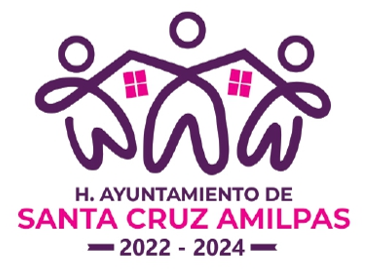 H. AYUNTAMIENTO DE
SANTA CRUZ AMILPAS
2022 - 2024